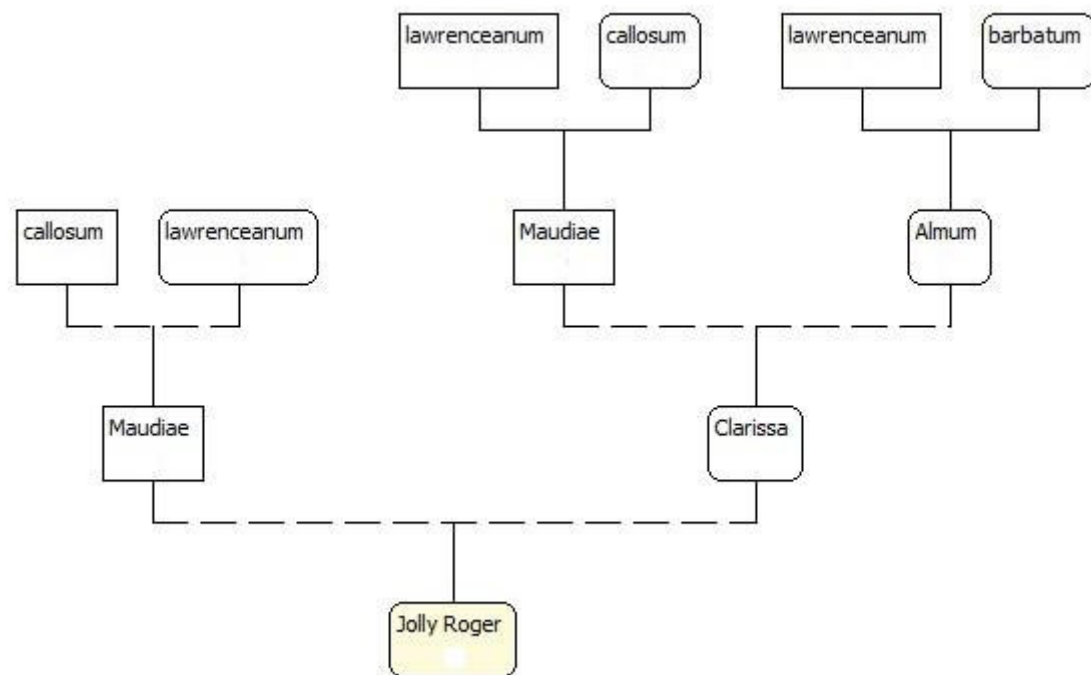 lawrenceanum
callosum
lawrenceanum
barbatum
callosum
lawrenceanum
Maudiae
Almum
Maudiae
Clarissa
Jolly Roger